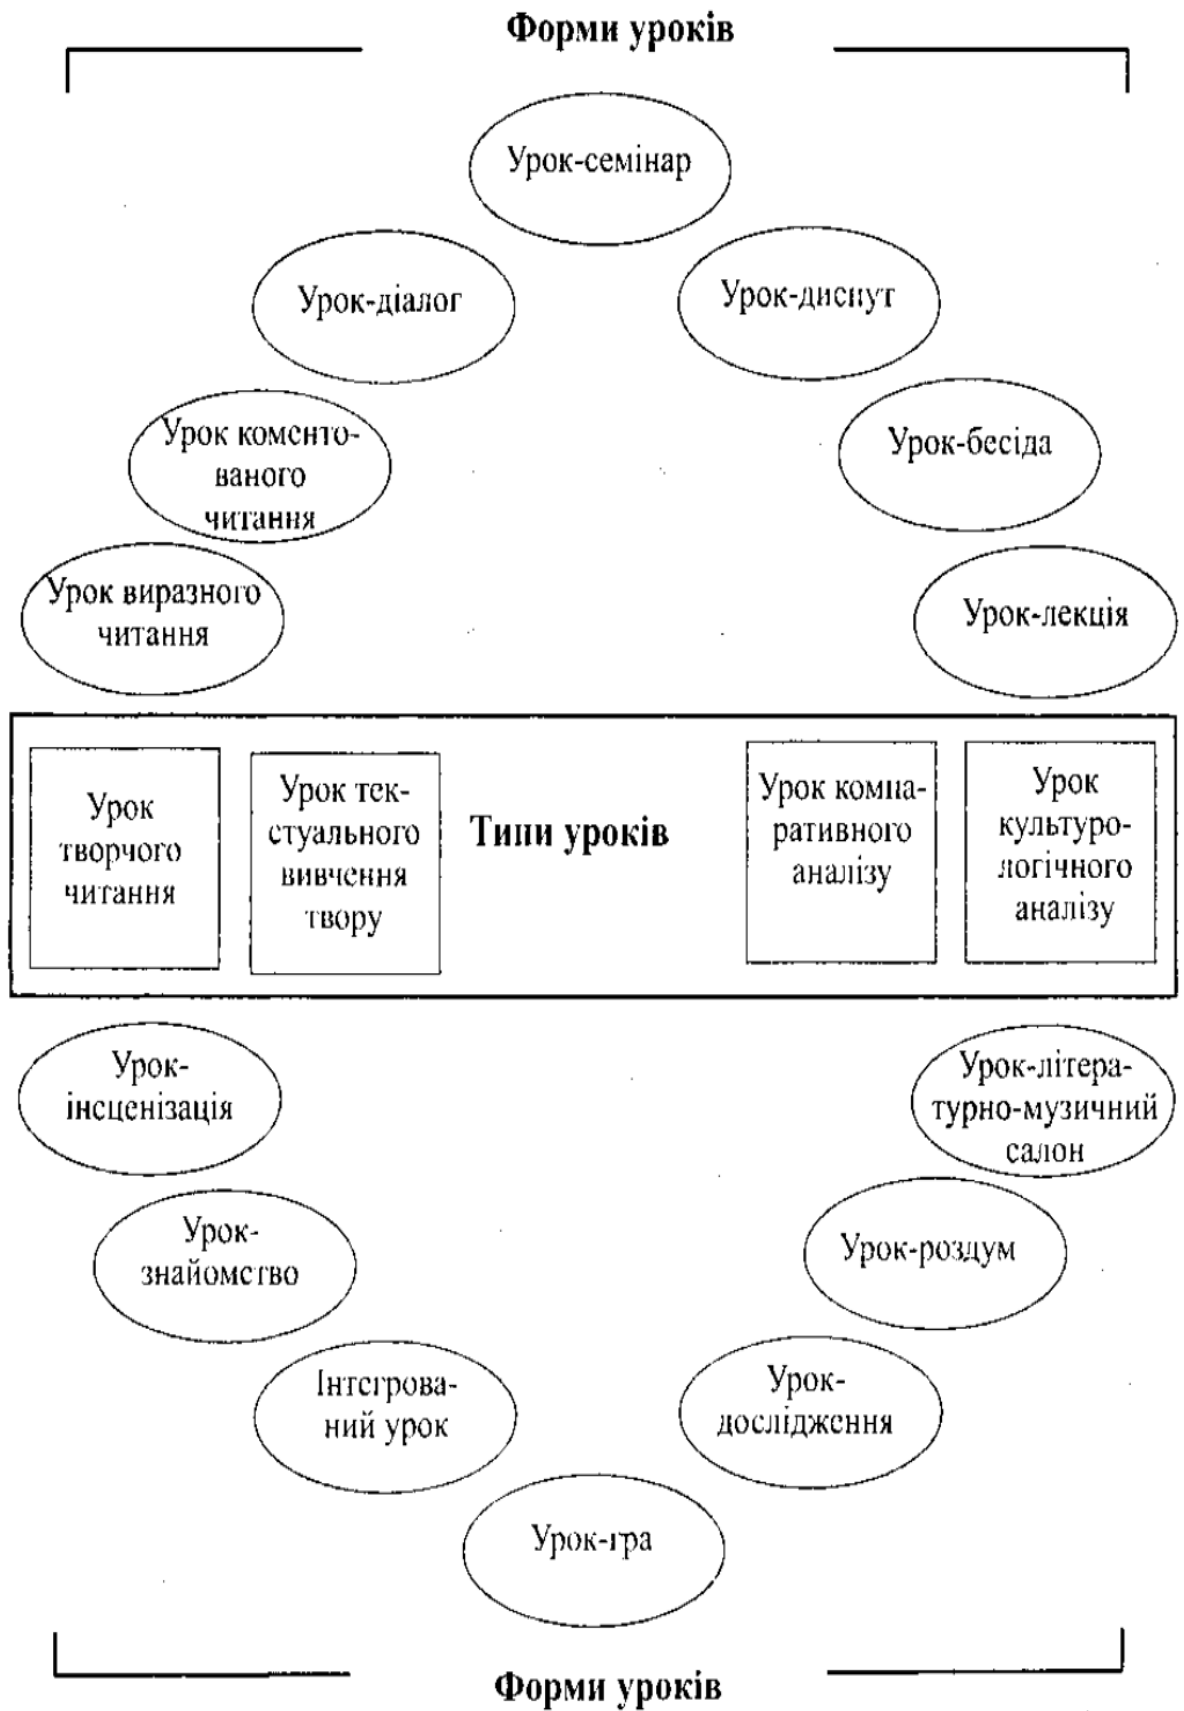 Форми уроків
Урок-семінар
Урок-діалог
Урок-диспут
Урок коменто-
ваного
читання
Урок-бесіда
Урок виразного
читання
Урок-лекція
Урок
творчого
читання
Урок тек-
стуального
вивчення
твору
Типи уроків
Урок компа-
ративного
аналізу
Урок
культуро-
логічного
аналізу
Урок-
інсценізація
Урок-літера-
турно-музичний
салон
Урок-
знайомство
Урок-роздум
Інтегрова-
ний урок
Урок-
дослідження
Урок-гра
Форми уроків